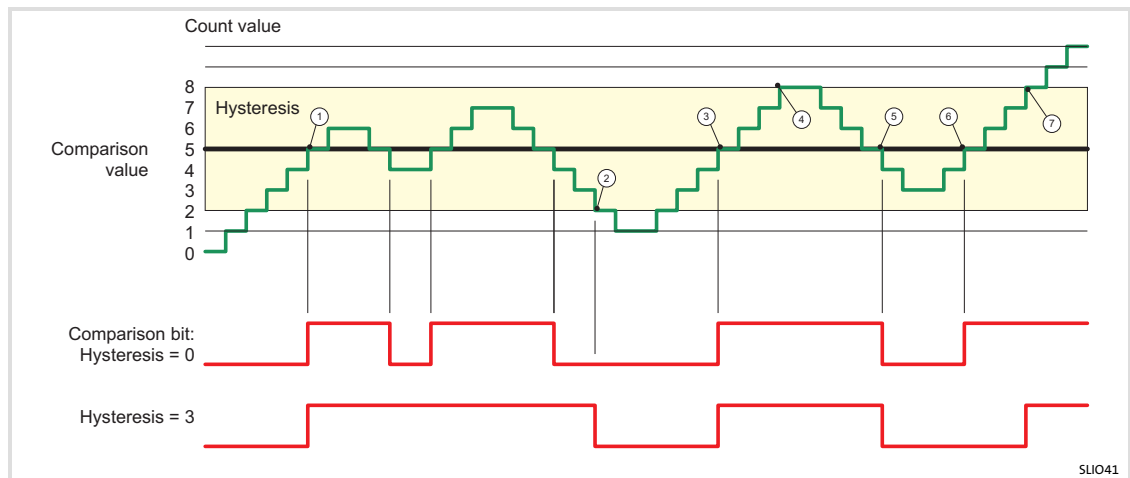 Count value
8
7
6
5
4
3
2
1
0
Hysteresis
Comparison
value
1
2
3
4
5
6
7
Comparison bit:
Hysteresis = 0
Hysteresis = 3
SLIO41